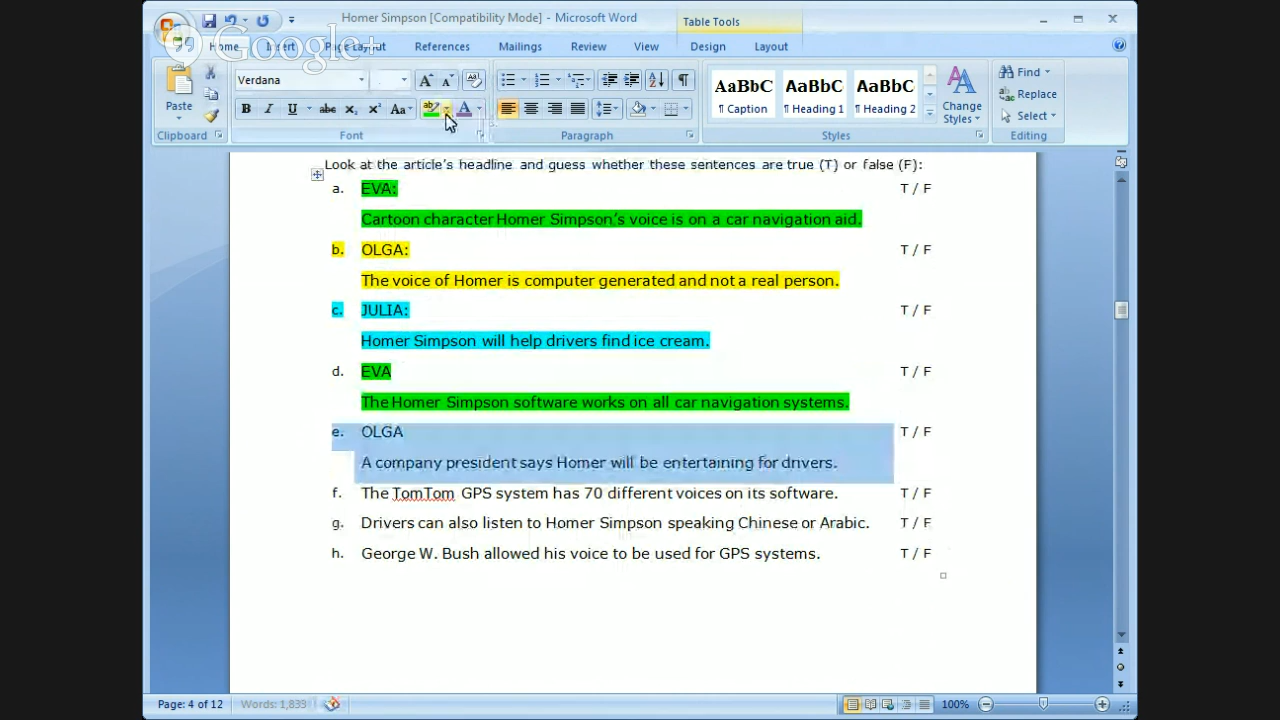 Homer Simpson [Compatibility Mode] - Microsoft Word
Table Tools
Google+
Home Insert Page Layout References Mailings Review View Design Layout
Paste
Clipboard
Verdana
B I U abc X₂ X² Aa
Font
Paragraph
AaBbC AaBbC AaBbC
¶ Caption ¶ Heading 1 ¶ Heading 2
Styles
Change
Styles
Find
Replace
Select
Editing
Look at the article's headline and guess whether these sentences are true (T) or false (F):
a. EVA: T / F
Cartoon character Homer Simpson's voice is on a car navigation aid.
b. OLGA: T / F
The voice of Homer is computer generated and not a real person.
c. JULIA: T / F
Homer Simpson will help drivers find ice cream.
d. EVA T / F
The Homer Simpson software works on all car navigation systems.
e. OLGA T / F
A company president says Homer will be entertaining for drivers.
f. The TomTom GPS system has 70 different voices on its software. T / F
g. Drivers can also listen to Homer Simpson speaking Chinese or Arabic. T / F
h. George W. Bush allowed his voice to be used for GPS systems. T / F
Page: 4 of 12 Words: 1,833 100%